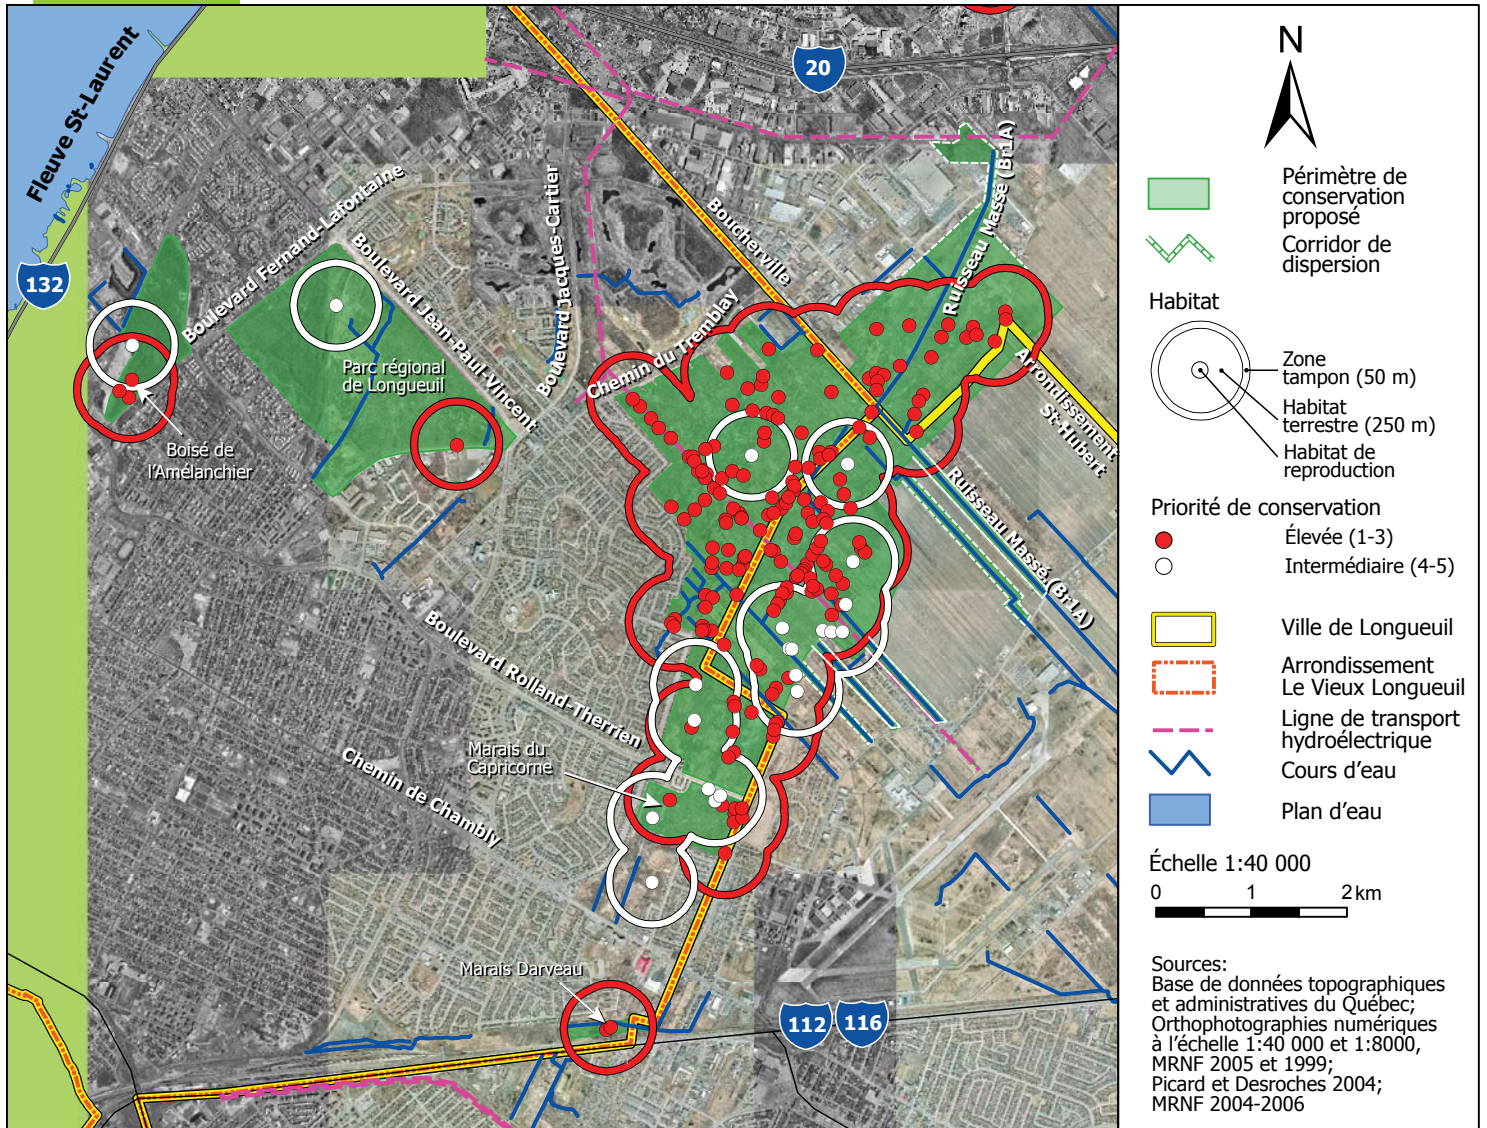 Fleuve St-Laurent
20
132
Boulevard Fernand-Lafontaine
Boulevard Jean-Paul-Vincent
Boulevard Jacques-Cartier
Boucherville
Ruisseau Massé (Br1A)
Chemin du Tremblay
Parc régional
de Longueuil
Boisé de
l'Amélanchier
Arrondissement
St-Hubert
Ruisseau Massé (Br1A)
Boulevard Rolland-Therrien
Marais du
Capricorne
Chemin de Chambly
Marais Darveau
112
116
N
Périmètre de
conservation
proposé
Corridor de
dispersion
Habitat
Zone
tampon (50 m)
Habitat
terrestre (250 m)
Habitat de
reproduction
Priorité de conservation
Élevée (1-3)
Intermédiaire (4-5)
Ville de Longueuil
Arrondissement
Le Vieux Longueuil
Ligne de transport
hydroélectrique
Cours d'eau
Plan d'eau
Échelle 1:40 000
0 1 2 km
Sources:
Base de données topographiques
et administratives du Québec;
Orthophotographies numériques
à l'échelle 1:40 000 et 1:8000,
MRNF 2005 et 1999;
Picard et Desroches 2004;
MRNF 2004-2006